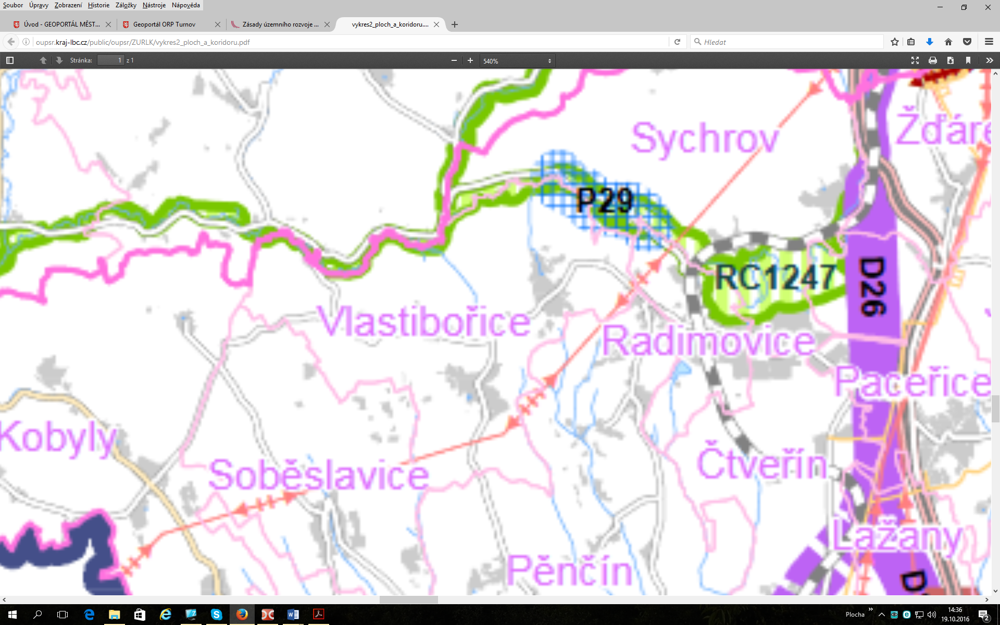 Soubor Úpravy Zobrazení Historie Záložky Nástroje Nápověda
Úvod - GEOPORTÁL MĚST... Geoportál ORP Turnov Zásady územního rozvoje ... vykres2_ploch_a_koridoru....
oupsr.kraj-lbc.cz/public/oupsr/ZURLK/vykres2_ploch_a_koridoru.pdf Hledat
Stránka: 1 z 1 540%
Sychrov
Žďáre
P29
RC1247
D26
Vlastibořice
Radimovice
Paceřice
Kobyly
Soběslavice
Čtveřín
Lažany
Pěnčín
Plocha
14:36
19.10.2016
2